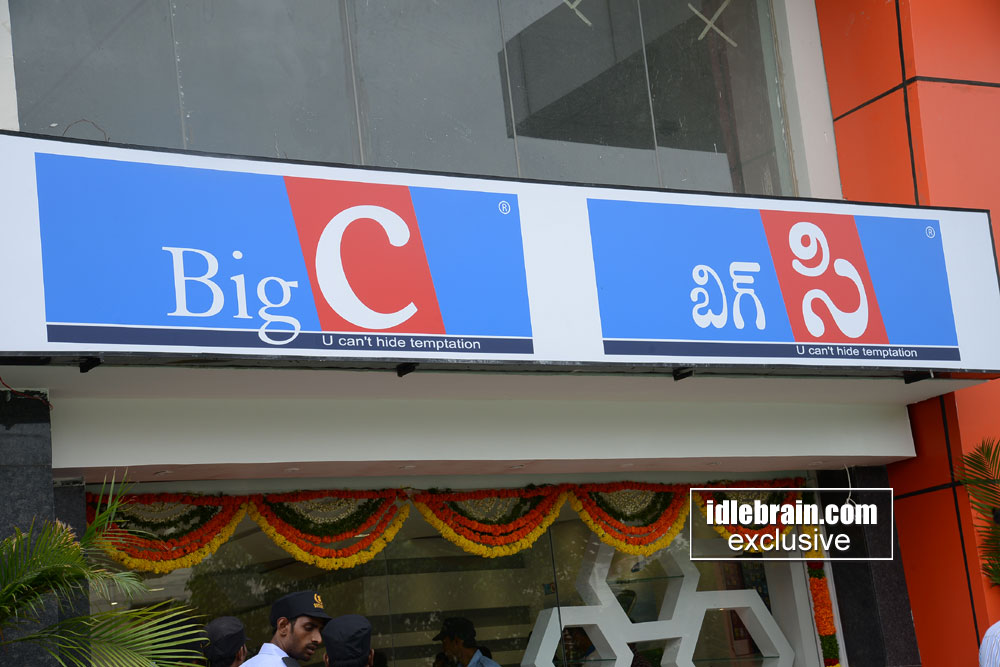 Big C ®
U can't hide temptation
బిగ్ సి ®
U can't hide temptation
idlebrain.com
exclusive